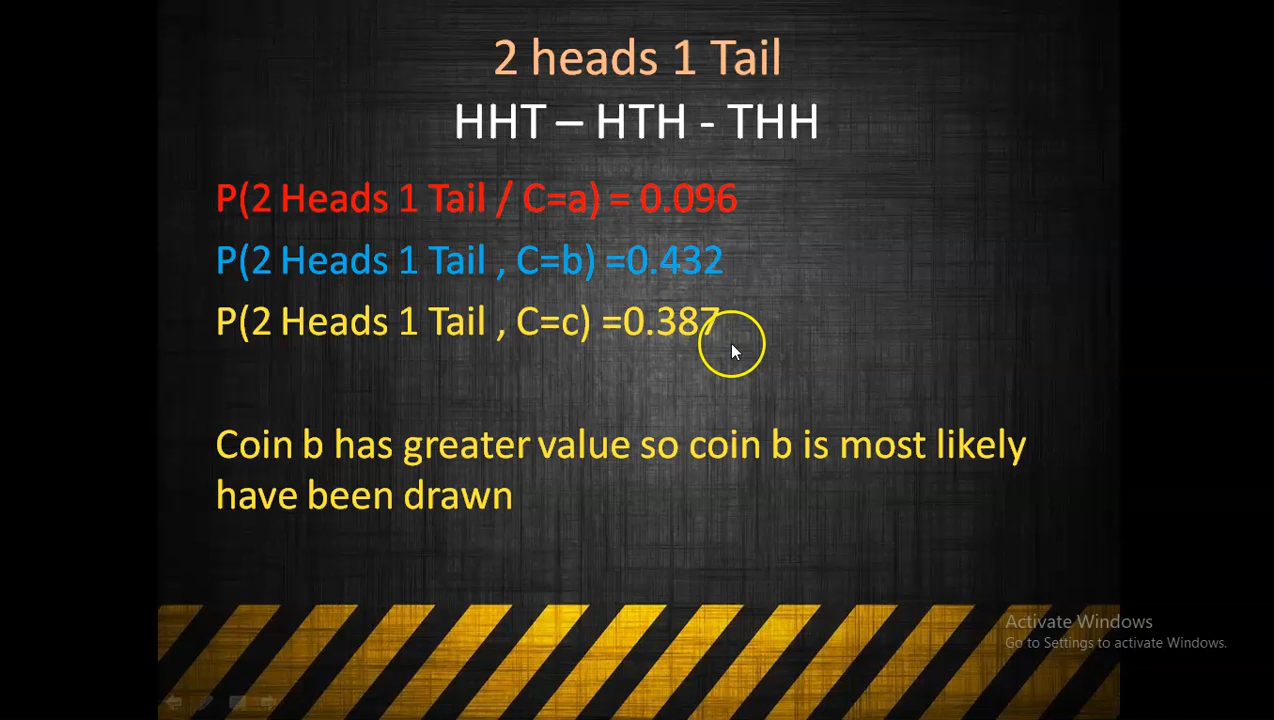 2 heads 1 Tail
HHT – HTH - THH
P(2 Heads 1 Tail / C=a) = 0.096
P(2 Heads 1 Tail , C=b) =0.432
P(2 Heads 1 Tail , C=c) =0.387
Coin b has greater value so coin b is most likely
have been drawn
Activate Windows
Go to Settings to activate Windows.